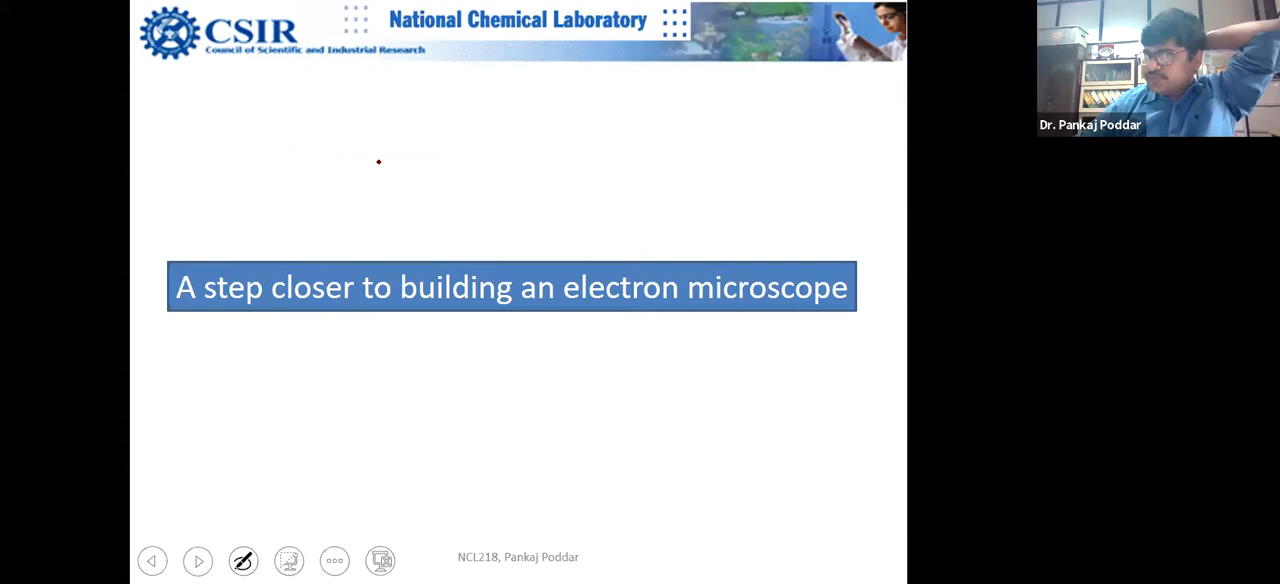 CSIR
Council of Scientific and Industrial Research
National Chemical Laboratory
Dr. Pankaj Poddar
A step closer to building an electron microscope
NCL218, Pankaj Poddar